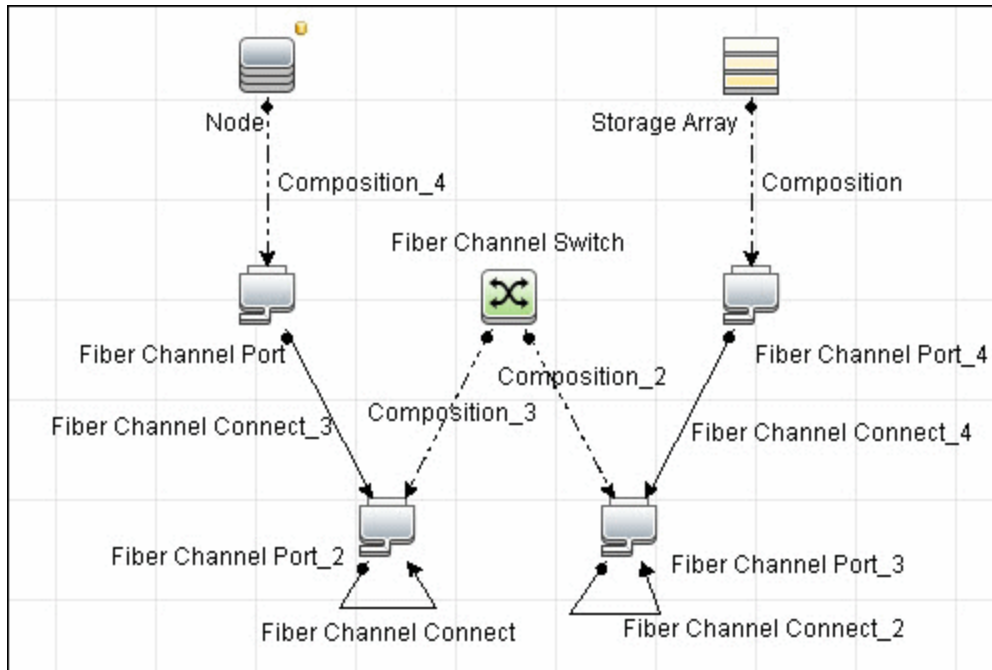 Node
Storage Array
Composition_4
Composition
Fiber Channel Switch
Fiber Channel Port
Fiber Channel Port_4
Composition_2
Composition_3
Fiber Channel Connect_3
Fiber Channel Connect_4
Fiber Channel Port_2
Fiber Channel Port_3
Fiber Channel Connect
Fiber Channel Connect_2